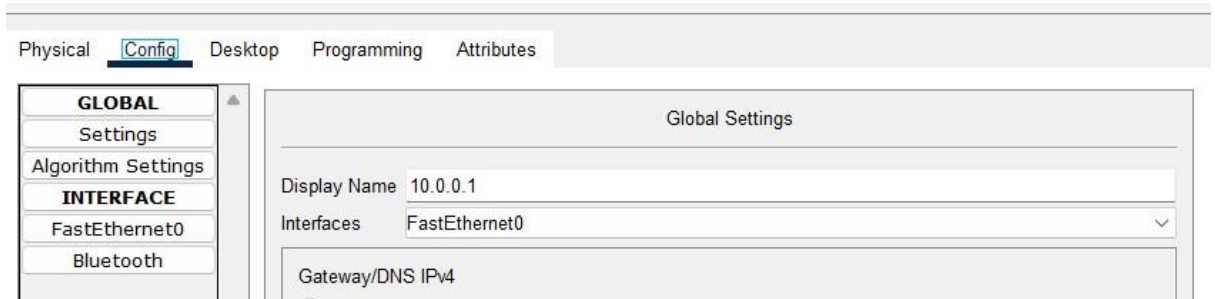 Physical Config Desktop Programming Attributes
GLOBAL
Settings
Algorithm Settings
INTERFACE
FastEthernet0
Bluetooth
Global Settings
Display Name 10.0.0.1
Interfaces FastEthernet0
Gateway/DNS IPv4